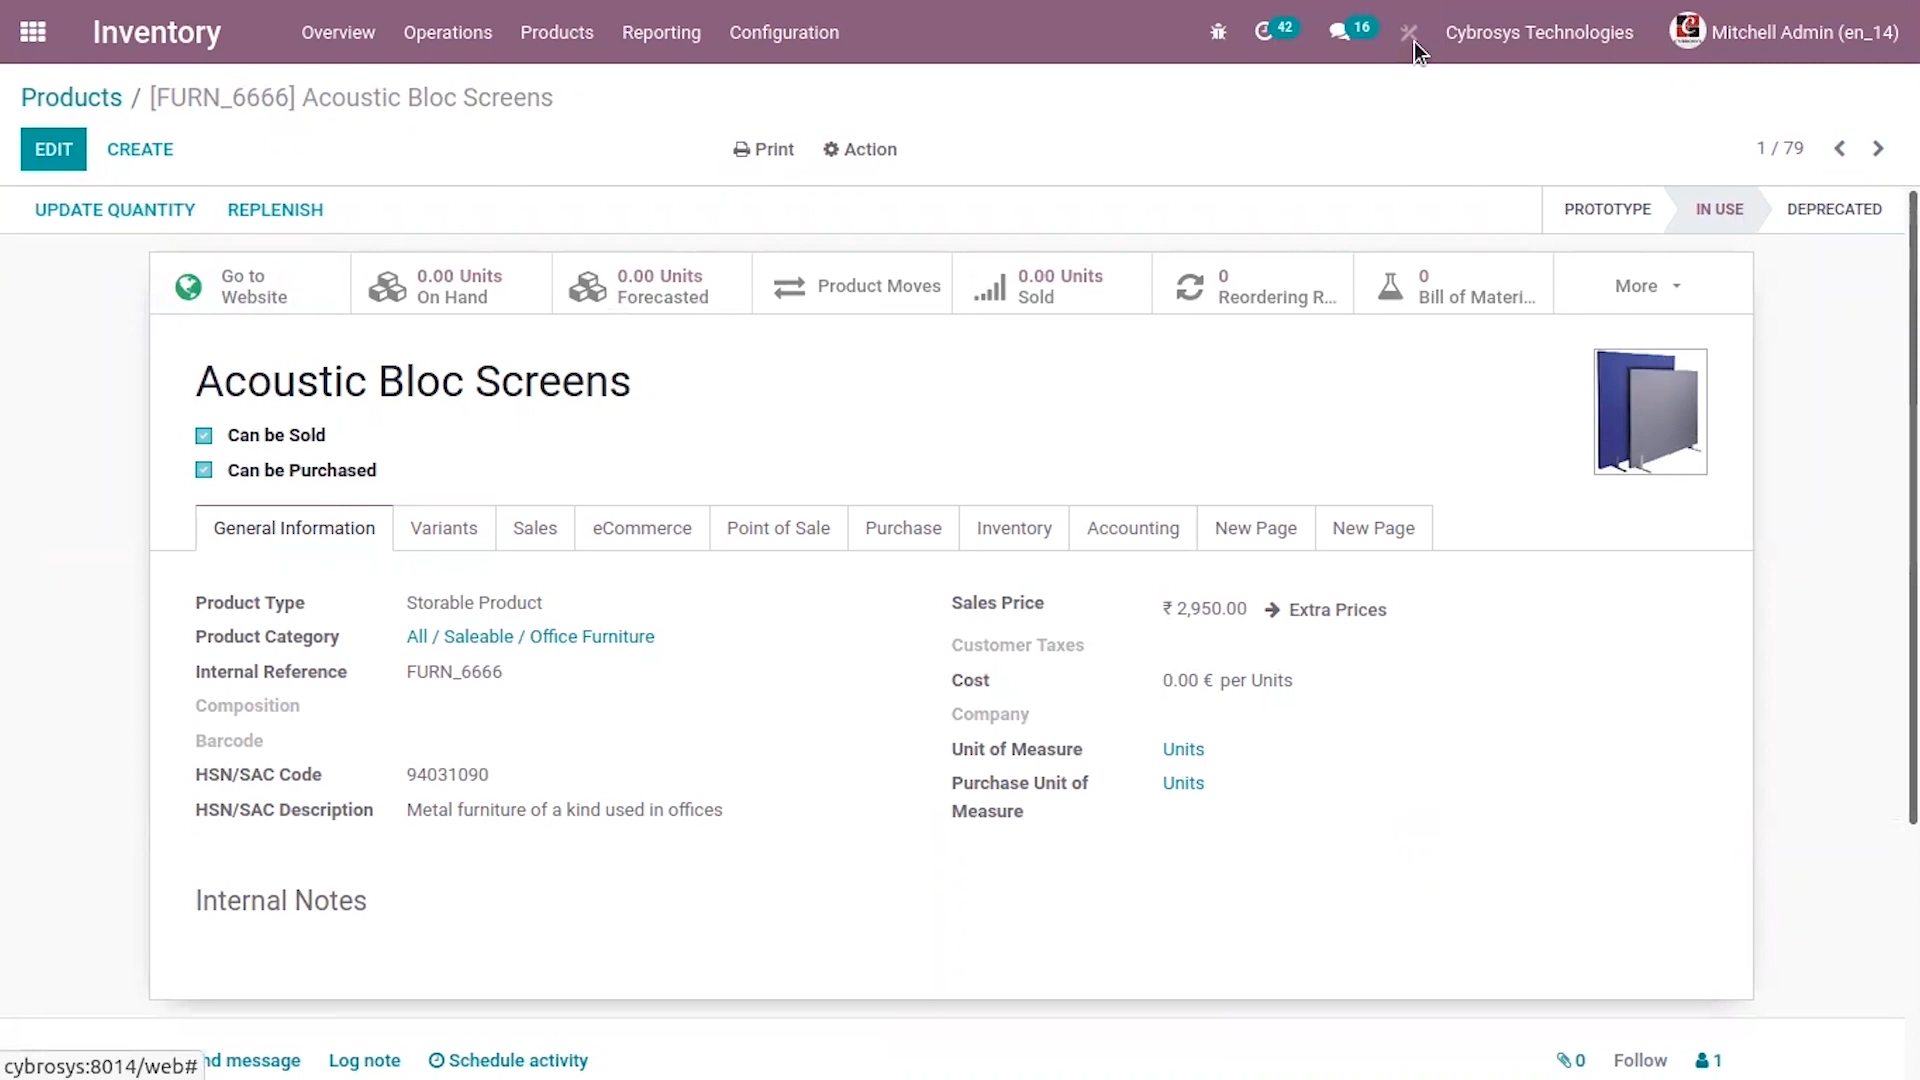 Inventory Overview Operations Products Reporting Configuration 42 16 Cybrosys Technologies Mitchell Admin (en_14)
Products / [FURN_6666] Acoustic Bloc Screens
EDIT CREATE Print Action 1 / 79
UPDATE QUANTITY REPLENISH PROTOTYPE IN USE DEPRECATED
Go to Website
0.00 Units On Hand
0.00 Units Forecasted
Product Moves
0.00 Units Sold
0 Reordering R...
0 Bill of Materi...
More
Acoustic Bloc Screens
Can be Sold
Can be Purchased
General Information Variants Sales eCommerce Point of Sale Purchase Inventory Accounting New Page New Page
Product Type Storable Product
Product Category All / Saleable / Office Furniture
Internal Reference FURN_6666
Composition
Barcode
HSN/SAC Code 94031090
HSN/SAC Description Metal furniture of a kind used in offices
Sales Price ₹ 2,950.00 Extra Prices
Customer Taxes
Cost 0.00 € per Units
Company
Unit of Measure Units
Purchase Unit of Units
Measure
Internal Notes
nd message Log note Schedule activity 0 Follow 1
cybrosys:8014/web#